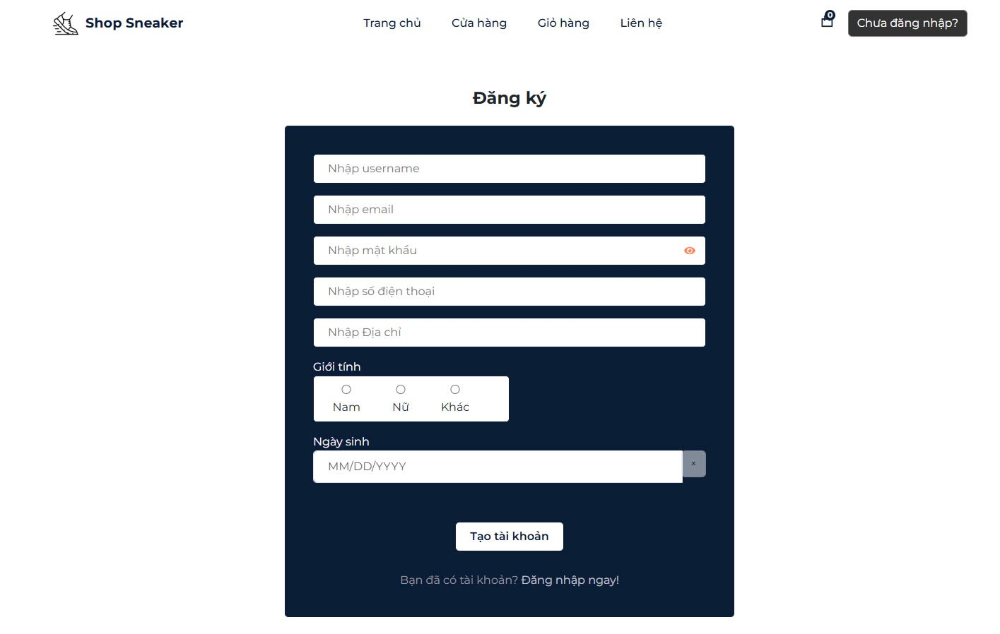 Shop Sneaker
Trang chủ
Cửa hàng
Giỏ hàng
Liên hệ
0
Chưa đăng nhập?
Đăng ký
Nhập username
Nhập email
Nhập mật khẩu
Nhập số điện thoại
Nhập Địa chỉ
Giới tính
Nam
Nữ
Khác
Ngày sinh
MM/DD/YYYY
×
Tạo tài khoản
Bạn đã có tài khoản? Đăng nhập ngay!